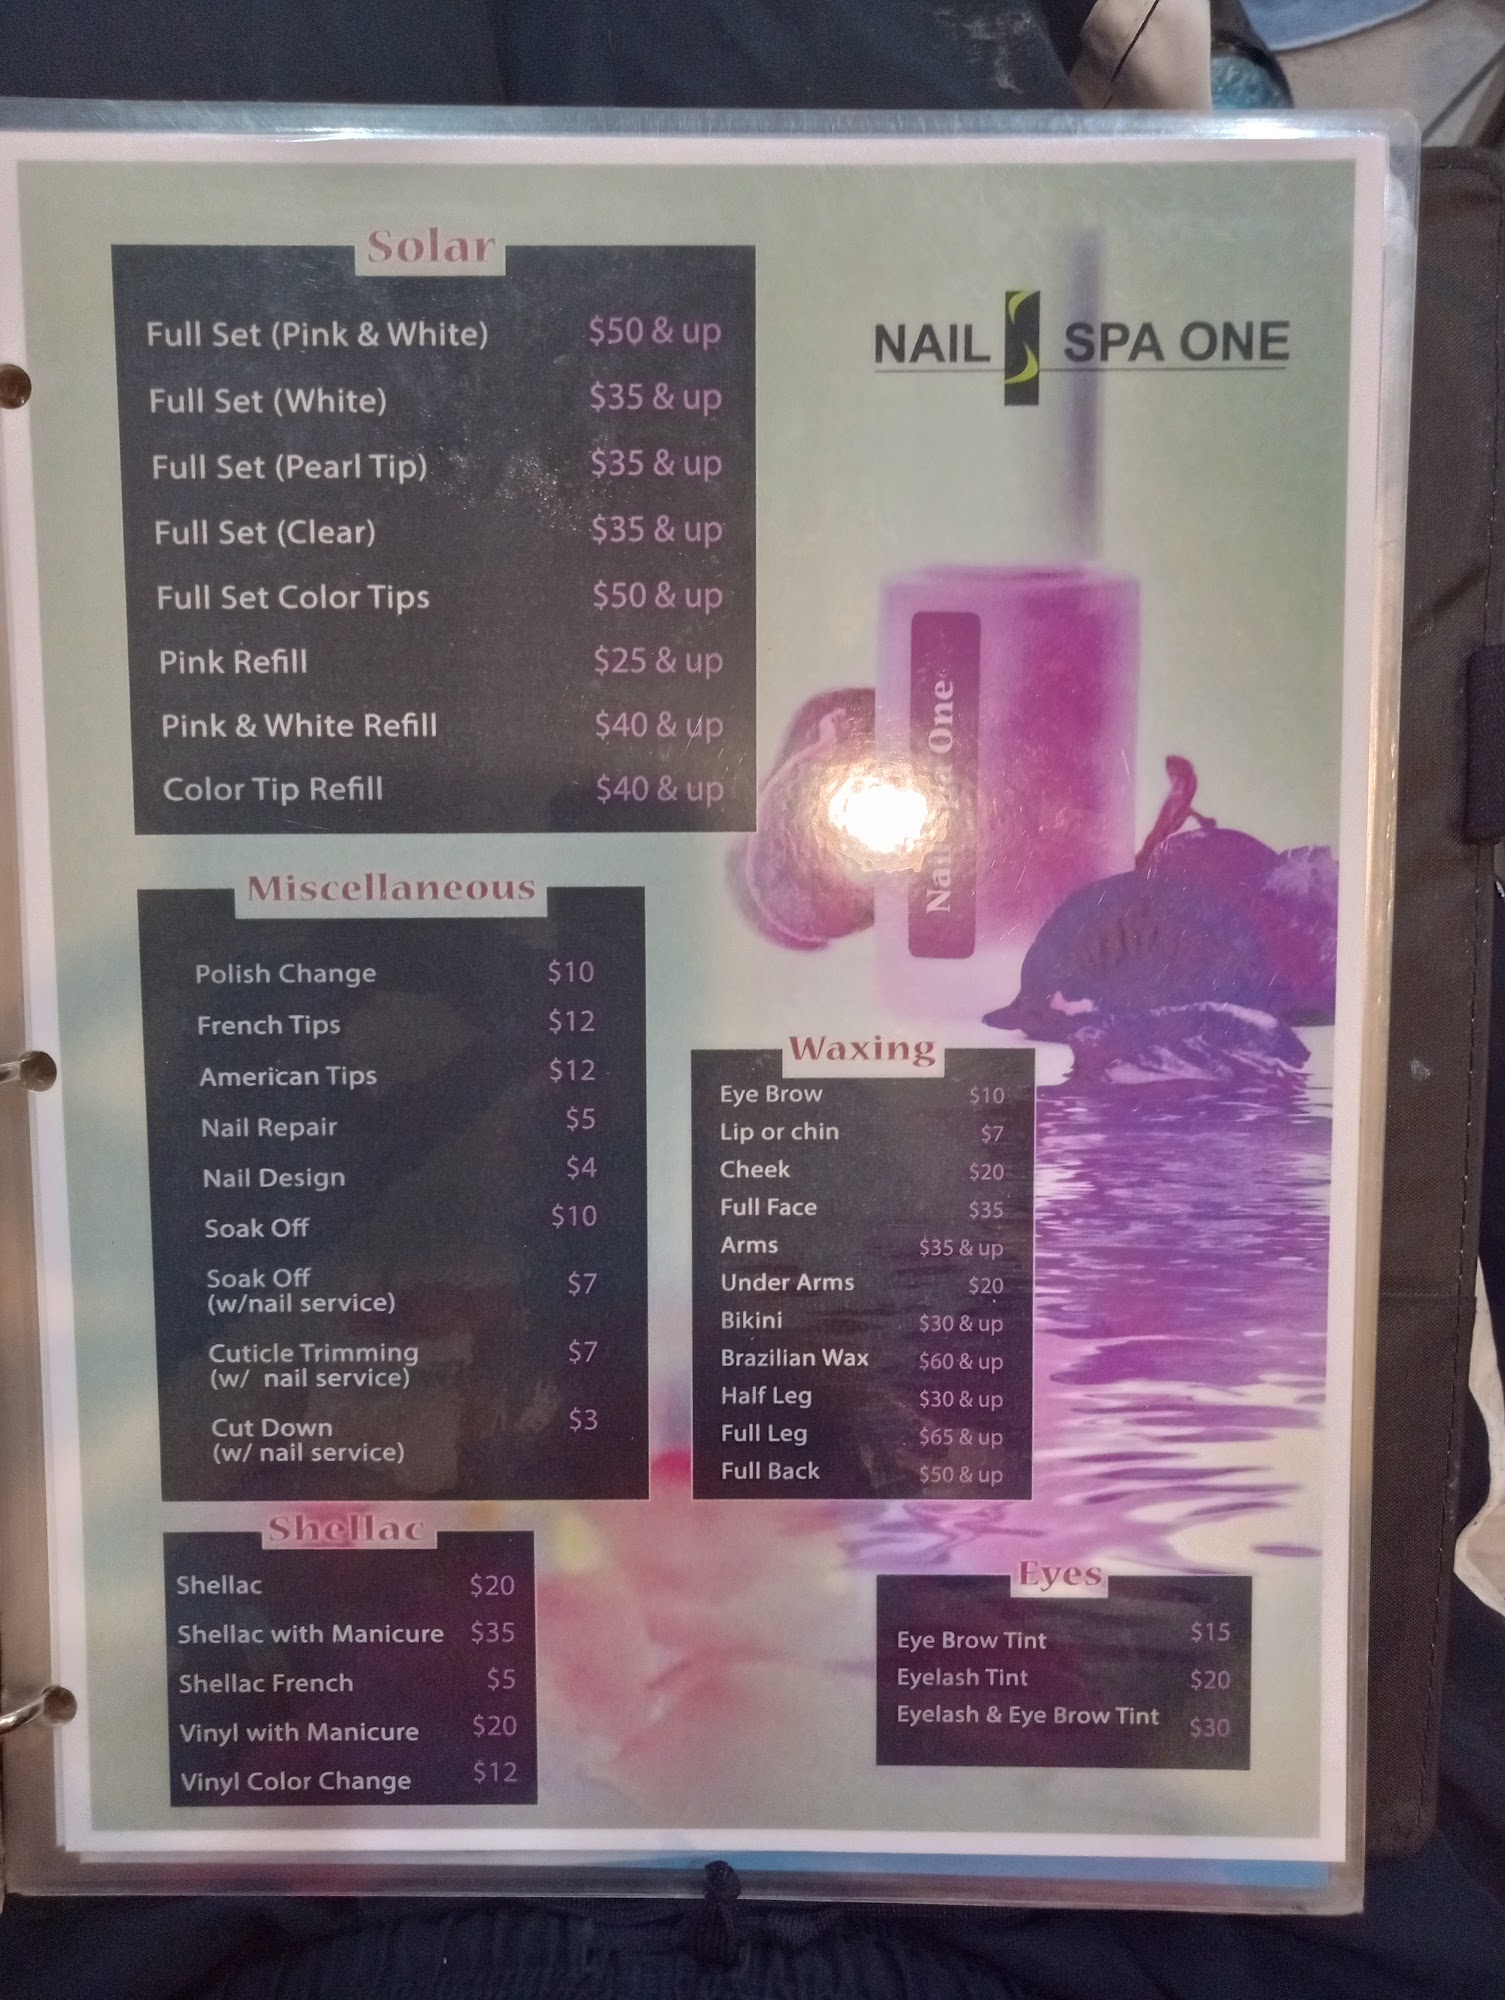 Solar
Full Set (Pink & White) $50 & up
Full Set (White) $35 & up
Full Set (Pearl Tip) $35 & up
Full Set (Clear) $35 & up
Full Set Color Tips $50 & up
Pink Refill $25 & up
Pink & White Refill $40 & up
Color Tip Refill $40 & up
NAIL SPA ONE
Nail Spa One
Miscellaneous
Polish Change $10
French Tips $12
American Tips $12
Nail Repair $5
Nail Design $4
Soak Off $10
Soak Off $7
(w/nail service)
Cuticle Trimming $7
(w/ nail service)
Cut Down $3
(w/ nail service)
Waxing
Eye Brow $10
Lip or chin $7
Cheek $20
Full Face $35
Arms $35 & up
Under Arms $20
Bikini $30 & up
Brazilian Wax $60 & up
Half Leg $30 & up
Full Leg $65 & up
Full Back $50 & up
Shellac
Shellac $20
Shellac with Manicure $35
Shellac French $5
Vinyl with Manicure $20
Vinyl Color Change $12
Eyes
Eye Brow Tint $15
Eyelash Tint $20
Eyelash & Eye Brow Tint $30